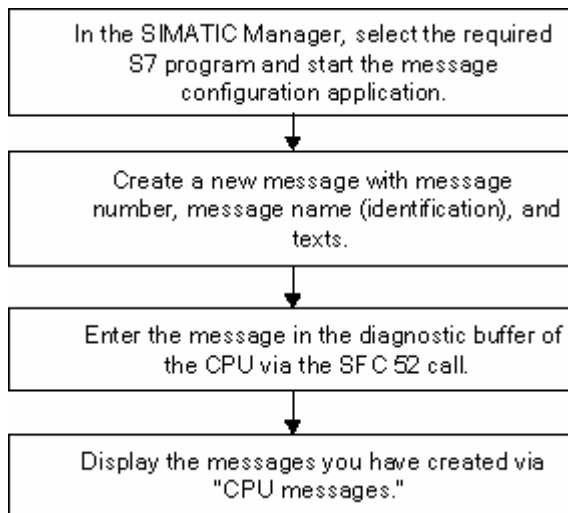 In the SIMATIC Manager, select the required
S7 program and start the message
configuration application.
Create a new message with message
number, message name (identification), and
texts.
Enter the message in the diagnostic buffer of
the CPU via the SFC 52 call.
Display the messages you have created via
"CPU messages."